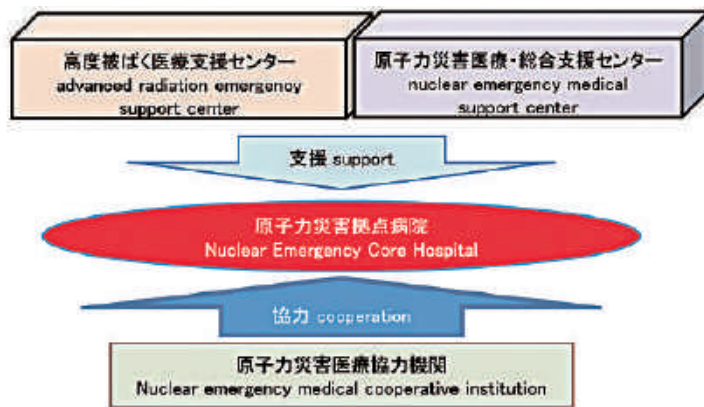 高度被ばく医療支援センター
advanced radiation emergency
support center
原子力災害医療・総合支援センター
nuclear emergency medical
support center
支援 support
原子力災害拠点病院
Nuclear Emergency Core Hospital
協力 cooperation
原子力災害医療協力機関
Nuclear emergency medical cooperative institution